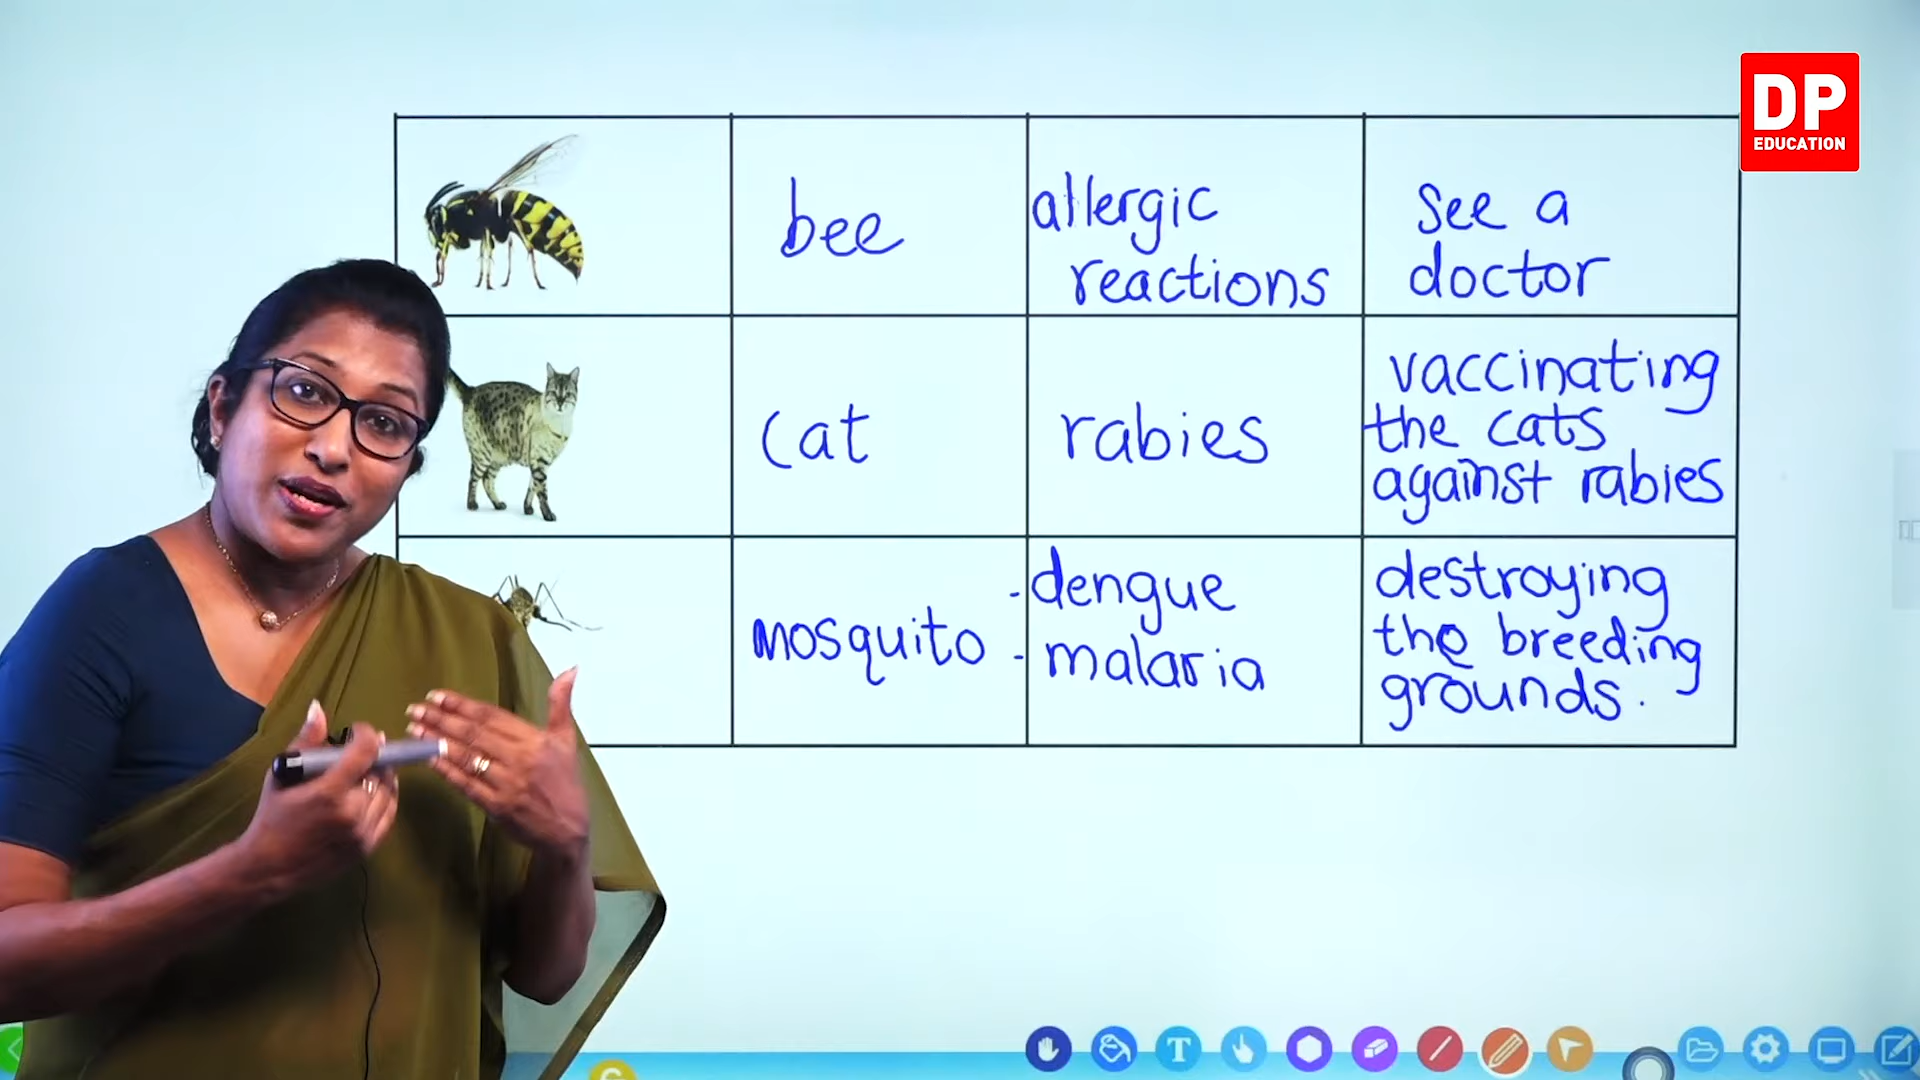 DP
EDUCATION
bee
allergic
reactions
see a
doctor
cat
rabies
vaccinating
the cats
against rabies
mosquito
- dengue
- malaria
destroying
the breeding
grounds.
T